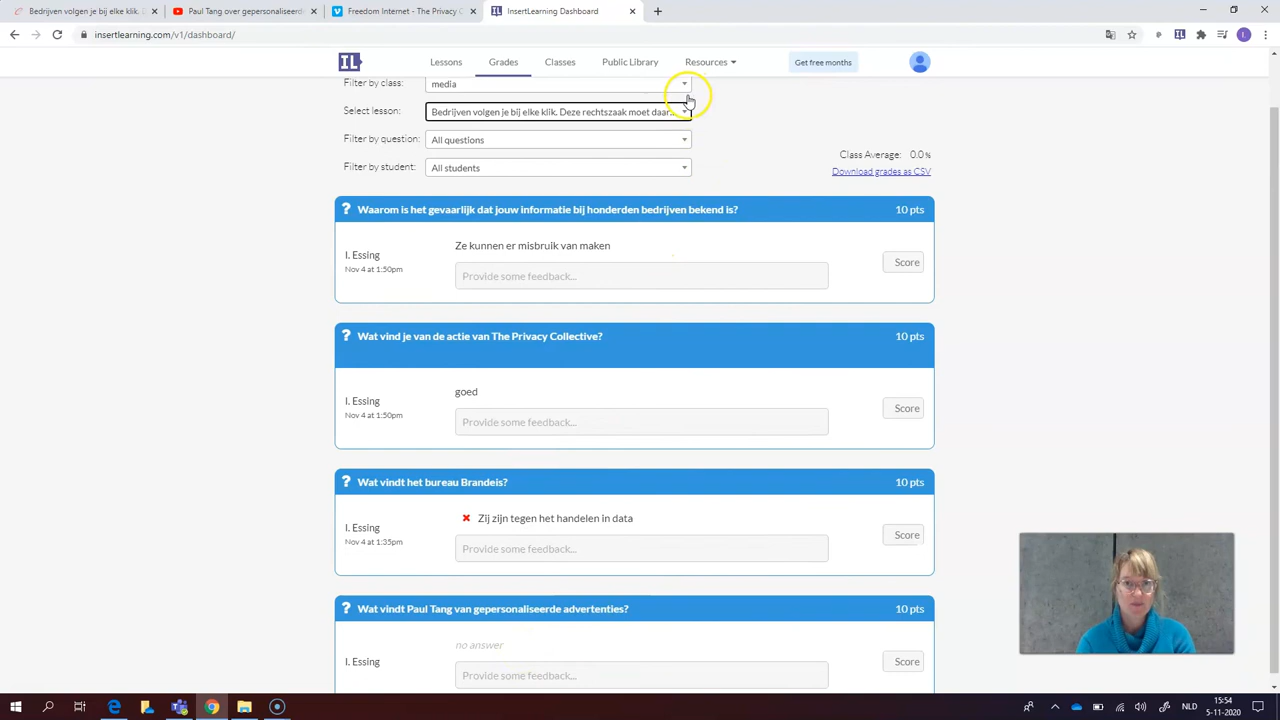 Bedrijven volgen je bij elke klik. D
Paul Tang over gepersonaliseerde
Freedom Internet - The Privacy C
InsertLearning Dashboard
insertlearning.com/v1/dashboard/
IL
Lessons
Grades
Classes
Public Library
Resources
Get free months
Filter by class:
media
Select lesson:
Bedrijven volgen je bij elke klik. Deze rechtszaak moet daar...
Filter by question:
All questions
Filter by student:
All students
Class Average: 0.0 %
Download grades as CSV
? Waarom is het gevaarlijk dat jouw informatie bij honderden bedrijven bekend is? 10 pts
I. Essing
Nov 4 at 1:50pm
Ze kunnen er misbruik van maken
Provide some feedback...
Score
? Wat vind je van de actie van The Privacy Collective? 10 pts
I. Essing
Nov 4 at 1:50pm
goed
Provide some feedback...
Score
? Wat vindt het bureau Brandeis? 10 pts
I. Essing
Nov 4 at 1:35pm
Zij zijn tegen het handelen in data
Provide some feedback...
Score
? Wat vindt Paul Tang van gepersonaliseerde advertenties? 10 pts
I. Essing
no answer
Provide some feedback...
Score
NLD
15:54
5-11-2020